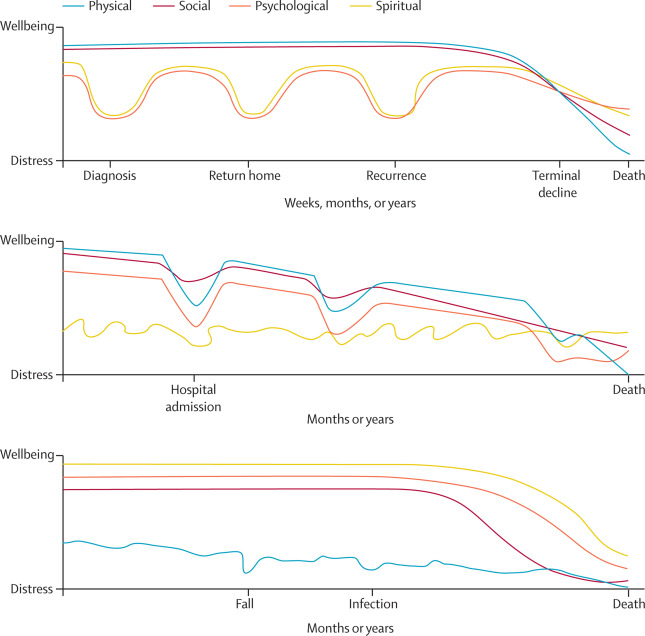 Physical Social Psychological Spiritual
Wellbeing
Distress
Diagnosis Return home Recurrence Terminal decline Death
Weeks, months, or years
Wellbeing
Distress
Hospital admission Death
Months or years
Wellbeing
Distress
Fall Infection Death
Months or years